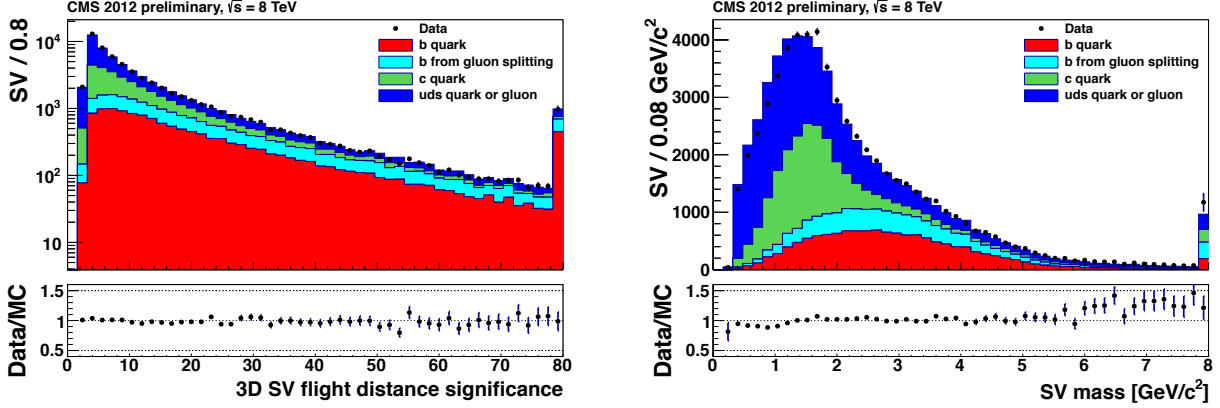 CMS 2012 preliminary, √s = 8 TeV
SV / 0.8
10⁴
10³
10²
10
Data
b quark
b from gluon splitting
c quark
uds quark or gluon
Data/MC
1.5
1
0.5
0 10 20 30 40 50 60 70 80
3D SV flight distance significance
CMS 2012 preliminary, √s = 8 TeV
SV / 0.08 GeV/c²
4000
3000
2000
1000
0
Data
b quark
b from gluon splitting
c quark
uds quark or gluon
Data/MC
1.5
1
0.5
0 1 2 3 4 5 6 7 8
SV mass [GeV/c²]